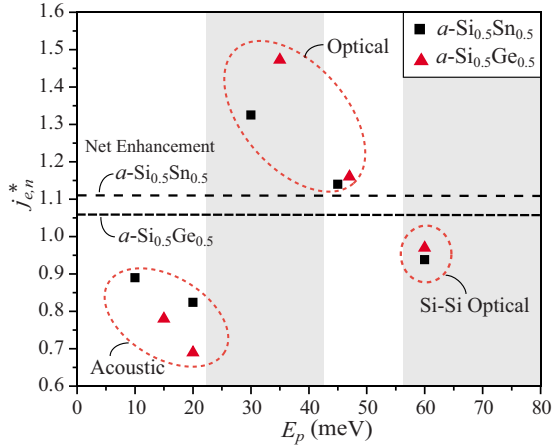 1.6
1.5
1.4
1.3
1.2
1.1
1.0
0.9
0.8
0.7
0.6
j*e,n
a-Si0.5Sn0.5
a-Si0.5Ge0.5
Optical
Net Enhancement
a-Si0.5Sn0.5
a-Si0.5Ge0.5
Si-Si Optical
Acoustic
0 10 20 30 40 50 60 70 80
Ep (meV)